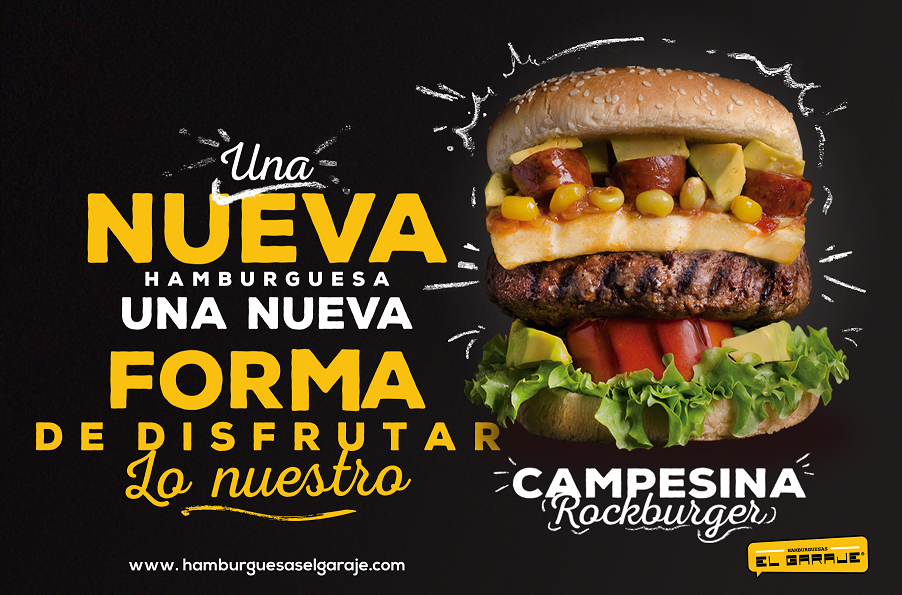 Una
NUEVA
HAMBURGUESA
UNA NUEVA
FORMA
DE DISFRUTAR
Lo nuestro
www.hamburguesaselgaraje.com
CAMPESINA
Rockburger
HAMBURGUESAS
EL GARAJE®